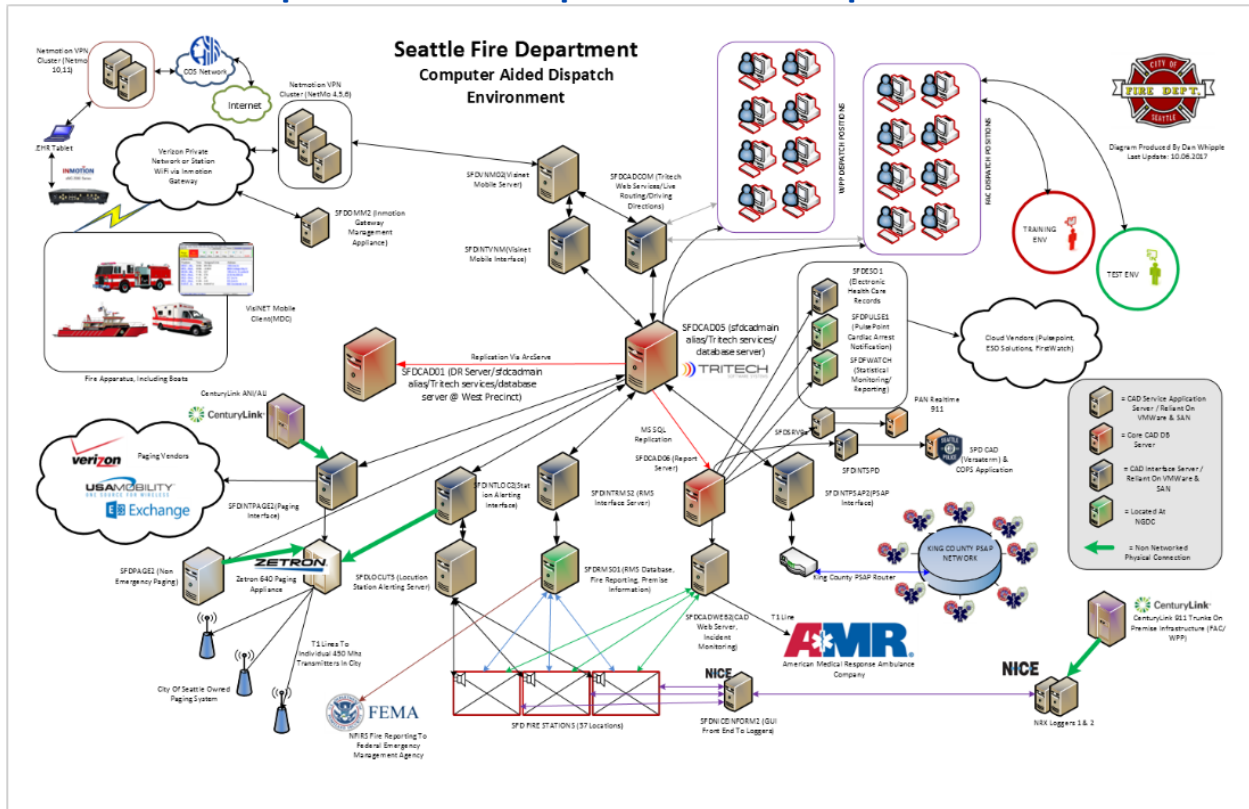 Seattle Fire Department
Computer Aided Dispatch
Environment
Netmotion VPN
Cluster (Netmo
10,11)
COS Network
Internet
Netmotion VPN
Cluster (NetMo 4,5,6)
EHR Tablet
INMOTION
Verizon Private
Network or Station
WiFi via Inmotion
Gateway
SFDOMM2 (Inmotion
Gateway
Management
Appliance)
VisiNET Mobile
Client(MDC)
Fire Apparatus, Including Boats
SFDVNMO2(Visinet
Mobile Server)
SFDCADCOM (Tritech
Web Services/Live
Routing/Driving
Directions)
SFDINTVNM(Visinet
Mobile Interface)
WPP DISPATCH POSITIONS
FAC DISPATCH POSITIONS
CITY OF
FIRE DEPT.
SEATTLE
Diagram Produced By Dan Whipple
Last Update: 10.06.2017
TRAINING
ENV
TEST ENV
SFDCAD05 (sfdcadmain
alias/Tritech services/
database server)
TRITECH
SFDESO1
(Electronic
Health Care
Records
SFDPULSE1
(PulsePoint
Cardiac Arrest
Notification)
SFDFWATCH
(Statistical
Monitoring/
Reporting)
Cloud Vendors (Pulsepoint,
ESO Solutions, FirstWatch)
Replication Via ArcServe
SFDCAD01 (DR Server/sfdcadmain
alias/Tritech services/database
server @ West Precinct)
CenturyLink ANI/ALI
CenturyLink
Paging Vendors
verizon
USA MOBILITY
ONE SOURCE FOR WIRELESS
Exchange
SFDINTPAGE2(Paging
Interface)
SFDINTLOC2(Stat
ion Alerting
Interface)
SFDINTRMS2 (RMS
Interface Server)
MS SQL
Replication
SFDCAD06 (Report
Server)
PAN Realtime
911
SFDINTSPD
SEATTLE
POLICE
SPD CAD
(Versaterm) &
COPS Application
SFDINTPSAP2(PSAP
Interface)
= CAD Service Application
Server / Reliant On
VMWare & SAN
= Core CAD DB
Server
= CAD Interface Server /
Reliant On VMWare &
SAN
= Located At
NGDC
= Non Networked
Physical Connection
SFDPAGE2 (Non
Emergency Paging)
ZETRON
Zetron 640 Paging
Appliance
SFDLOCUTS (Locution
Station Alerting Server)
SFDRMS01(RMS Database,
Fire Reporting, Premise
Information)
King County PSAP Router
KING COUNTY PSAP
NETWORK
SFDCADWEB2(CAD
Web Server,
Incident
Monitoring)
T1 Line
AMR
American Medical Response Ambulance
Company
CenturyLink
CenturyLink 911 Trunks On
Premise Infrastructure (FAC/
WPP)
T1 Lines To
Individual 450 Mhz
Transmitters In City
City Of Seattle Owned
Paging System
FEMA
NFIRS Fire Reporting To
Federal Emergency
Management Agency
SFD FIRE STATIONS (37 Locations)
NICE
SFDNICEINFORM2 (GUI
Front End To Loggers)
NICE
NRX Loggers 1 & 2